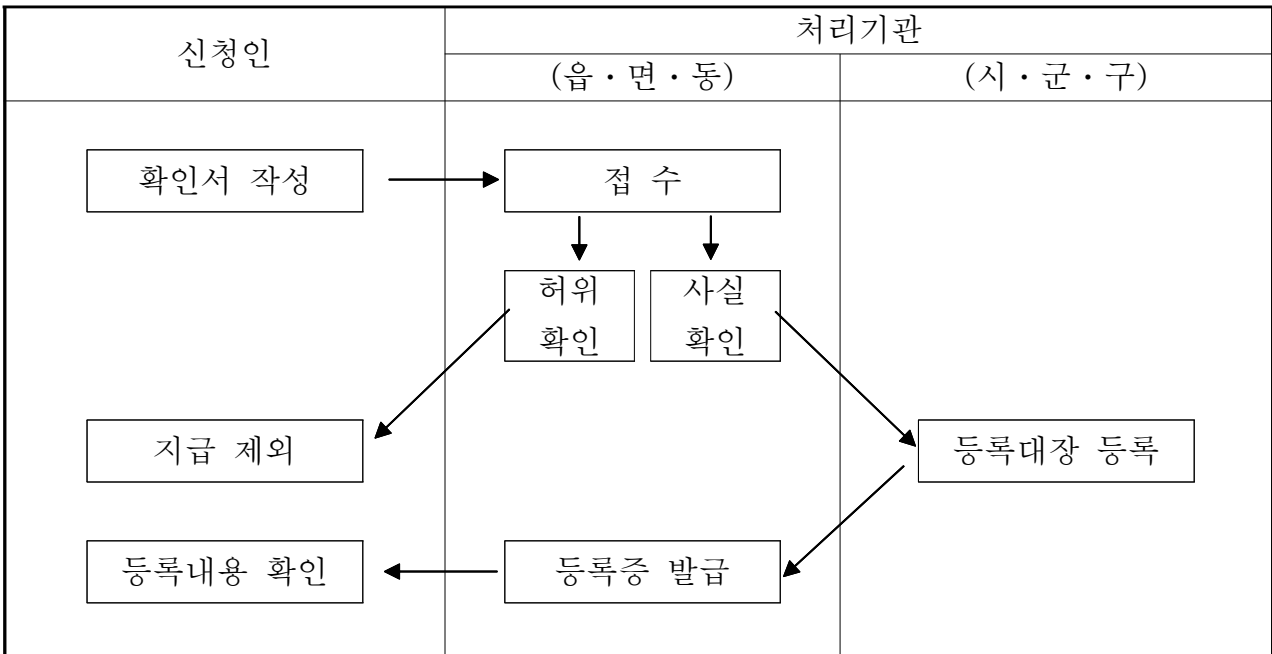 신청인
처리기관
(읍·면·동)
(시·군·구)
확인서 작성
접 수
허위
확인
사실
확인
지급 제외
등록대장 등록
등록내용 확인
등록증 발급